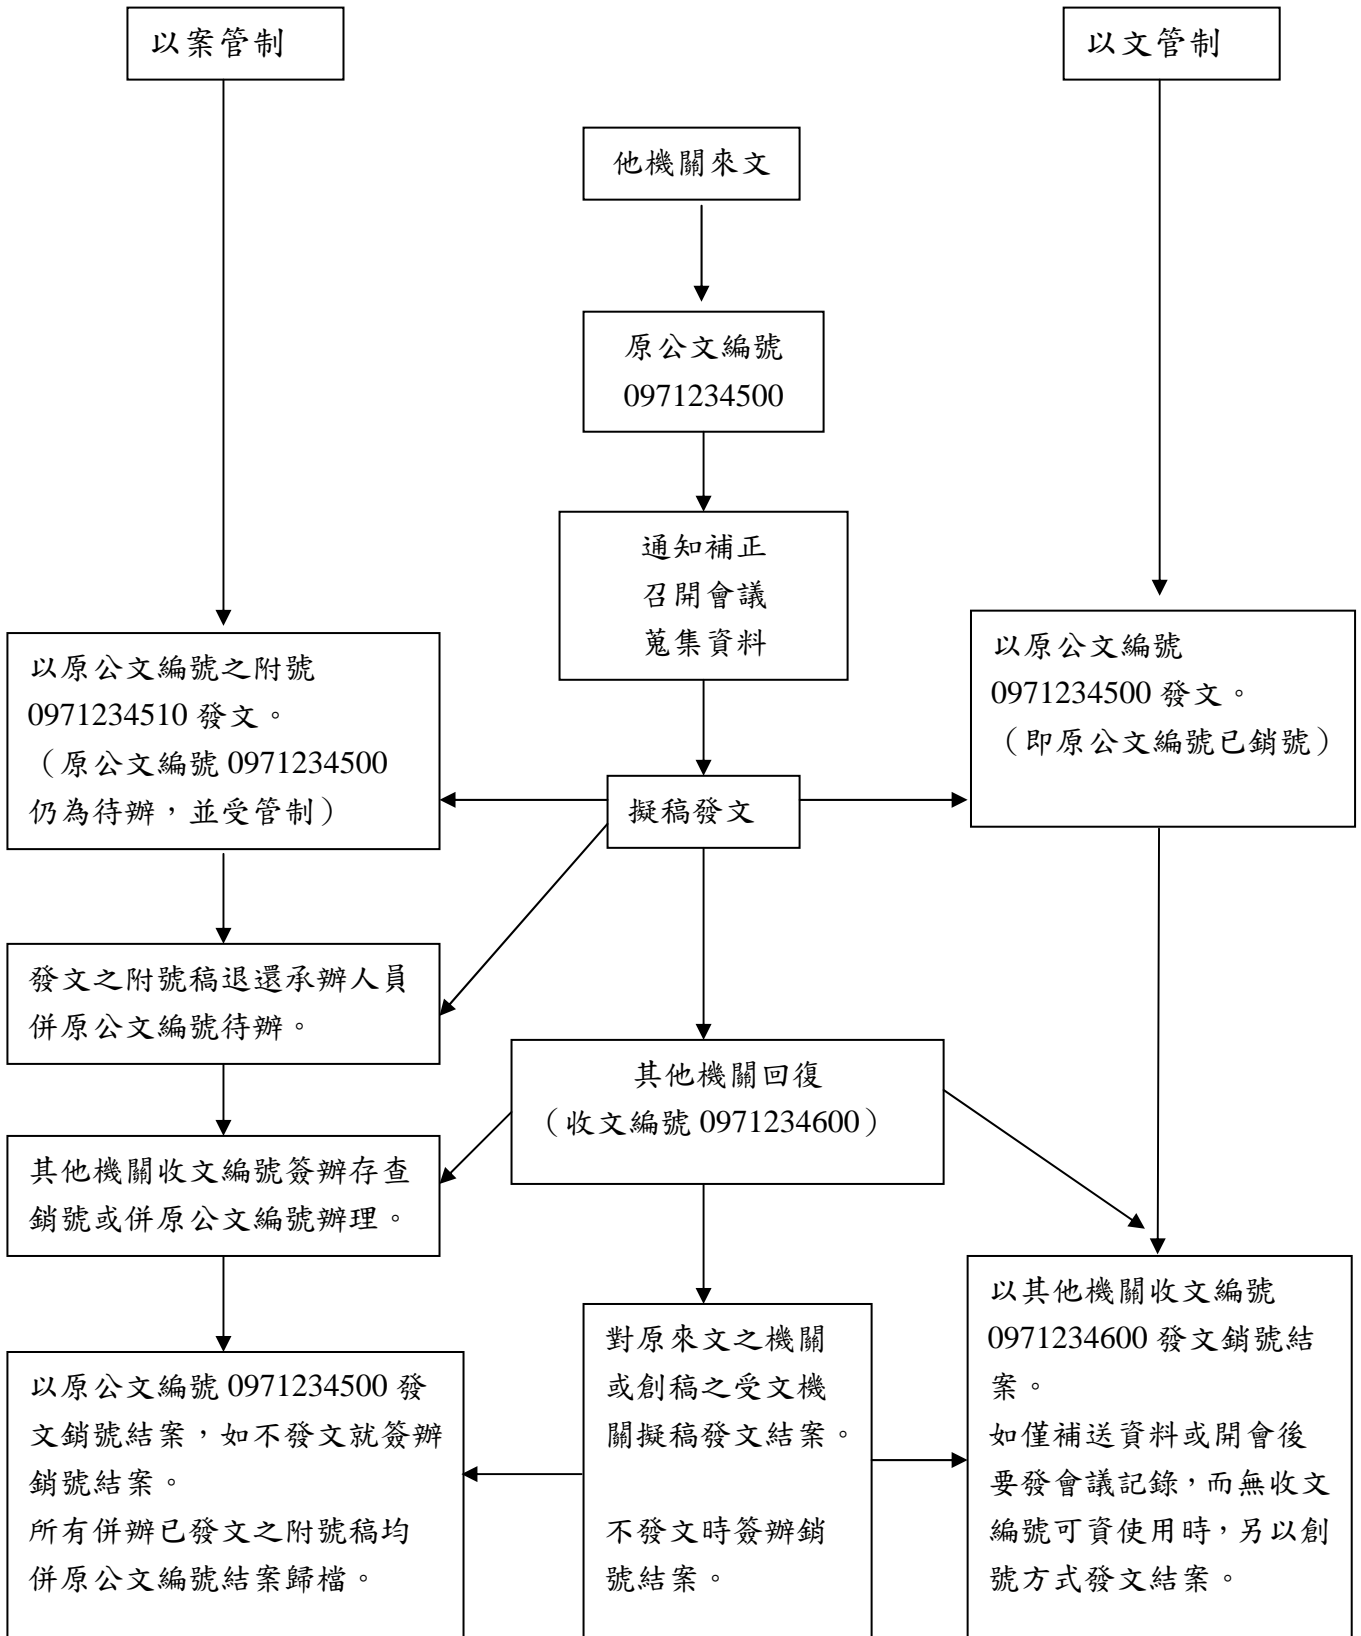 以案管制
以文管制
他機關來文
原公文編號
0971234500
通知補正
召開會議
蒐集資料
以原公文編號之附號
0971234510 發文。
（原公文編號 0971234500
仍為待辦，並受管制）
擬稿發文
以原公文編號
0971234500 發文。
（即原公文編號已銷號）
發文之附號稿退還承辦人員
併原公文編號待辦。
其他機關回復
（收文編號 0971234600）
其他機關收文編號簽辦存查
銷號或併原公文編號辦理。
以原公文編號 0971234500 發
文銷號結案，如不發文就簽辦
銷號結案。
所有併辦已發文之附號稿均
併原公文編號結案歸檔。
對原來文之機關
或創稿之受文機
關擬稿發文結案。
不發文時簽辦銷
號結案。
以其他機關收文編號
0971234600 發文銷號結
案。
如僅補送資料或開會後
要發會議記錄，而無收文
編號可資使用時，另以創
號方式發文結案。